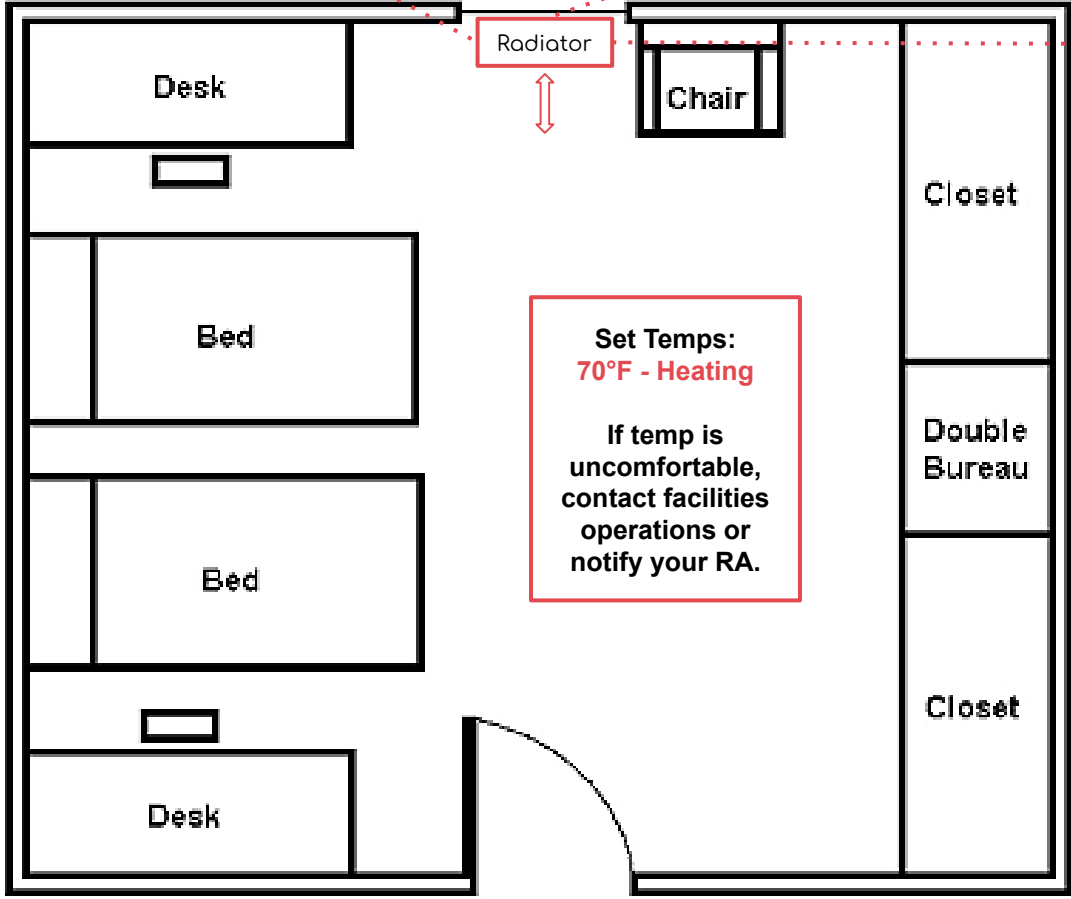 Radiator
Desk
Chair
Closet
Bed
Set Temps:
70°F - Heating
If temp is
uncomfortable,
contact facilities
operations or
notify your RA.
Double
Bureau
Bed
Closet
Desk